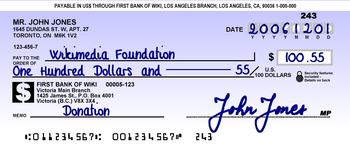 PAYABLE IN US$ THROUGH FIRST BANK OF WIKI, LOS ANGELES BRANCH, LOS ANGELES, CA, 90036 1-000-000
243
MR. JOHN JONES
1645 DUNDAS ST. W, APT. 27
TORONTO, ON M6K 1V2
DATE 20061201
Y Y Y Y M M D D
123-456-7
PAY TO THE ORDER OF Wikimedia Foundation $ 100.55
One Hundred Dollars and 55/ U.S. 100 DOLLARS
Security features included. Details on back
FIRST BANK OF WIKI 00005-123
Victoria Main Branch
1425 James St., P.O. Box 4001
Victoria (B.C.) V8X 3X4,
MEMO Donation John Jones MP
⑆011234567⑆ 001234567⑈ 243